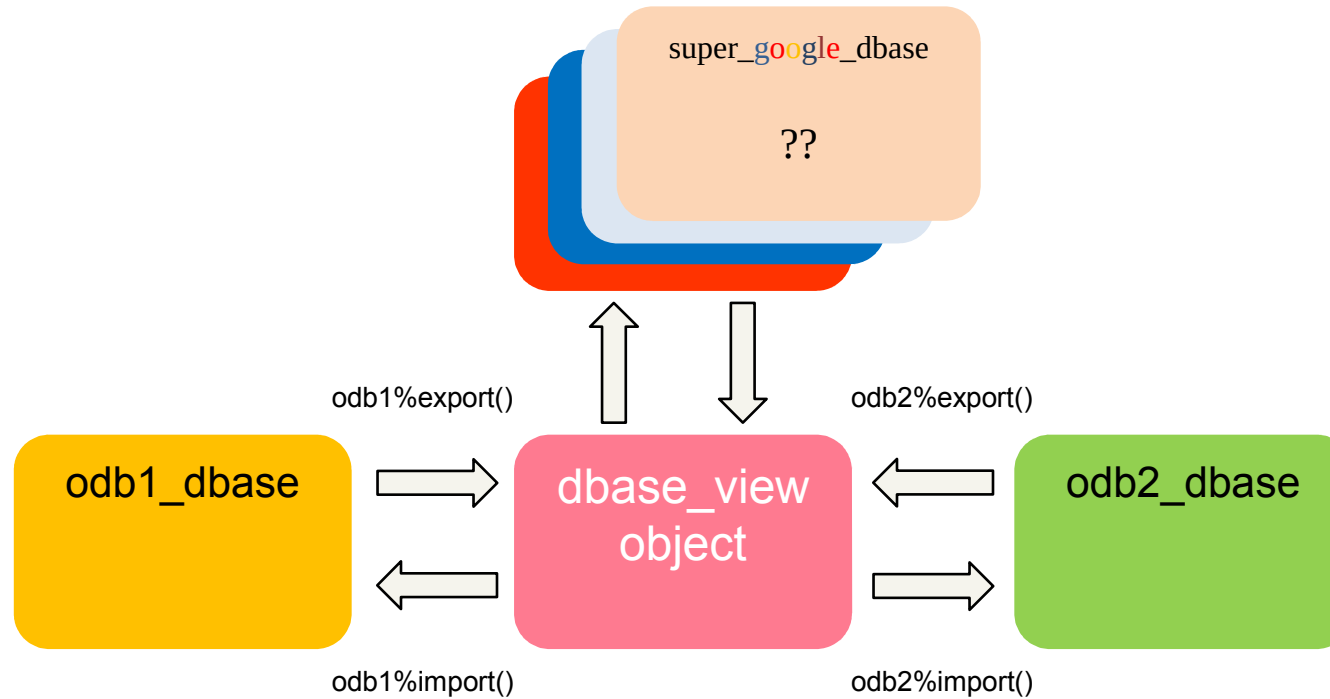 super_google_dbase
??
odb1%export()
odb2%export()
odb1_dbase
dbase_view
object
odb2_dbase
odb1%import()
odb2%import()